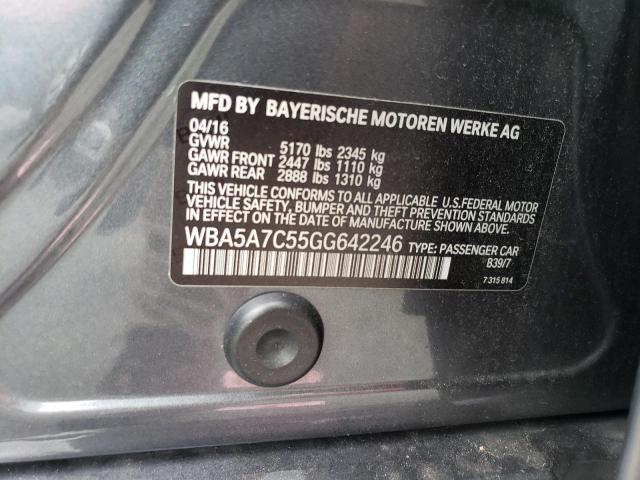 MFD BY BAYERISCHE MOTOREN WERKE AG
04/16
GVWR 5170 lbs 2345 kg
GAWR FRONT 2447 lbs 1110 kg
GAWR REAR 2888 lbs 1310 kg
THIS VEHICLE CONFORMS TO ALL APPLICABLE U.S.FEDERAL MOTOR
VEHICLE SAFETY, BUMPER AND THEFT PREVENTION STANDARDS
IN EFFECT ON THE DATE OF MANUFACTURE SHOWN ABOVE.
WBA5A7C55GG642246 TYPE: PASSENGER CAR
B39/7
7 315 814